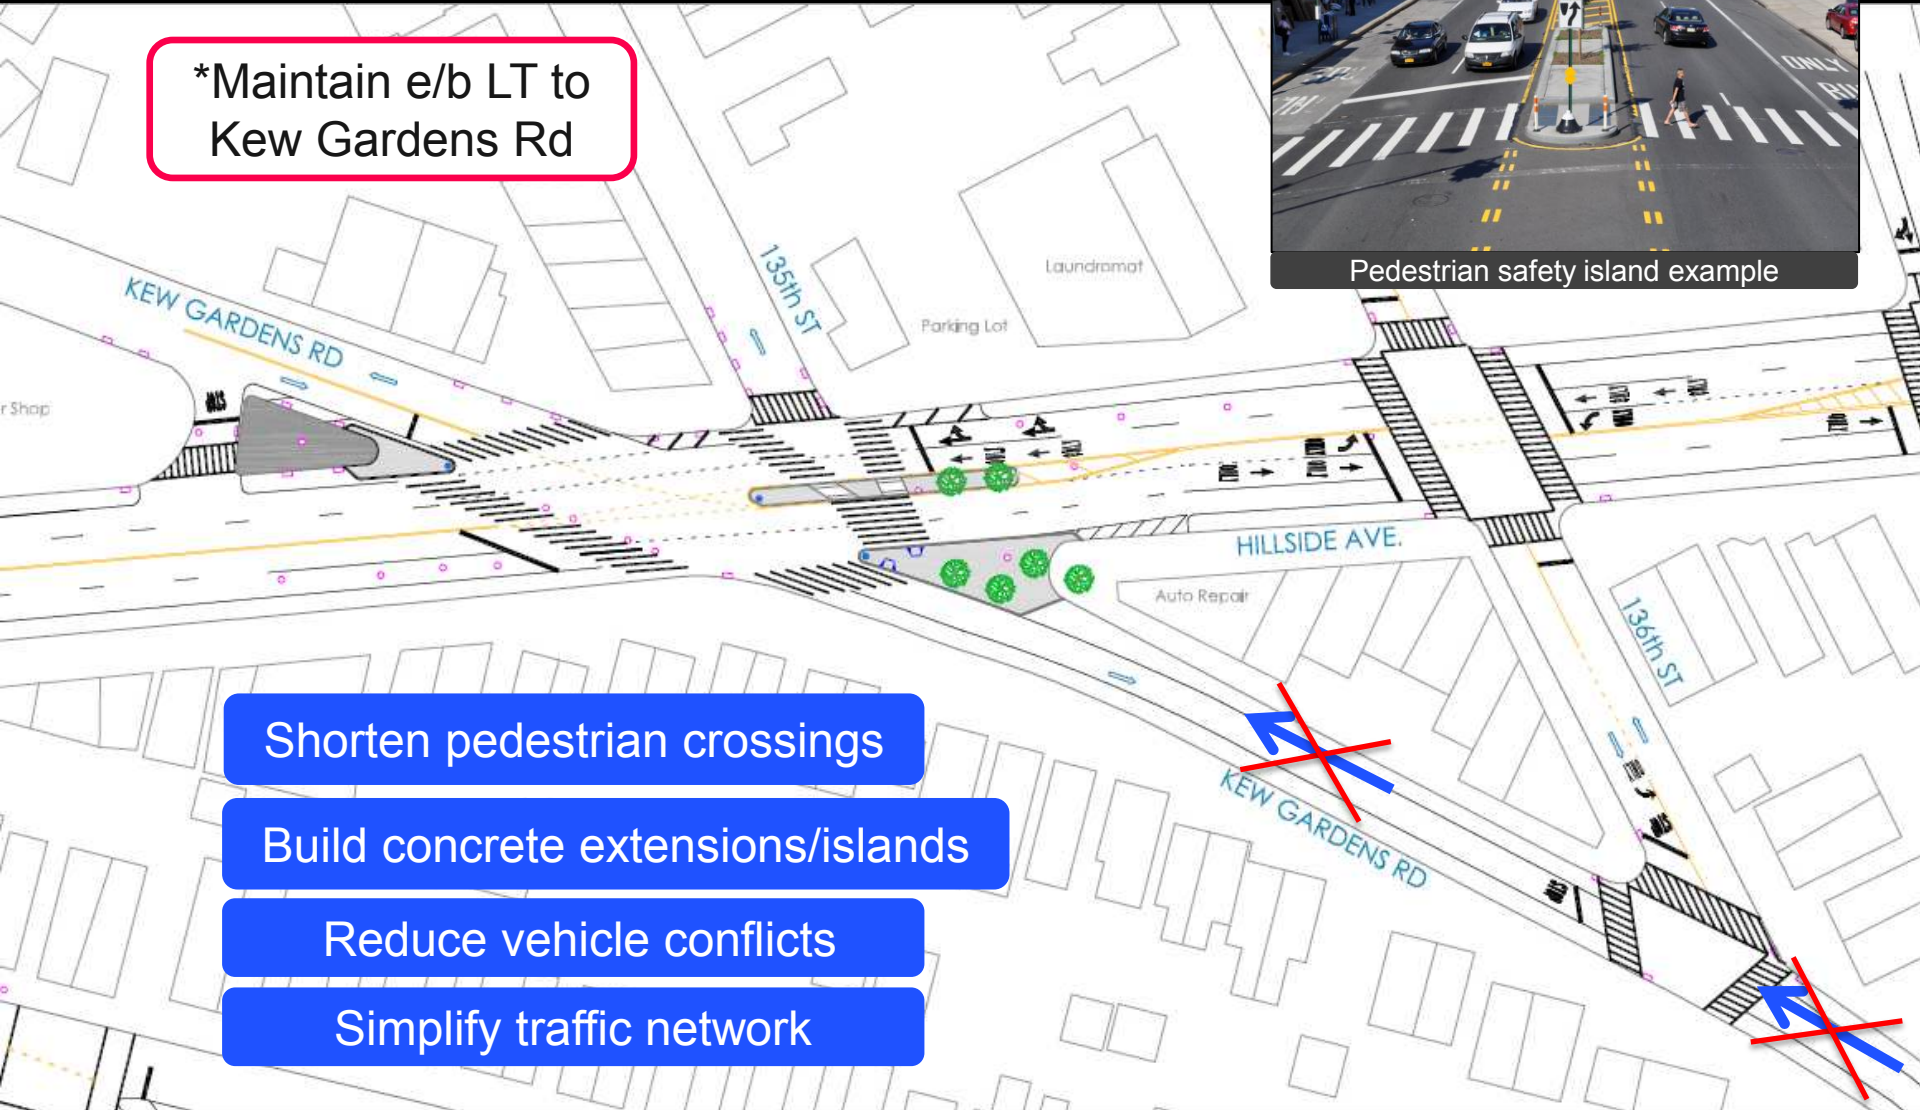 *Maintain e/b LT to
Kew Gardens Rd
ONLY
Pedestrian safety island example
KEW GARDENS RD
135th ST
Laundromat
Parking Lot
r Shop
HILLSIDE AVE.
Auto Repair
136th ST
KEW GARDENS RD
Shorten pedestrian crossings
Build concrete extensions/islands
Reduce vehicle conflicts
Simplify traffic network